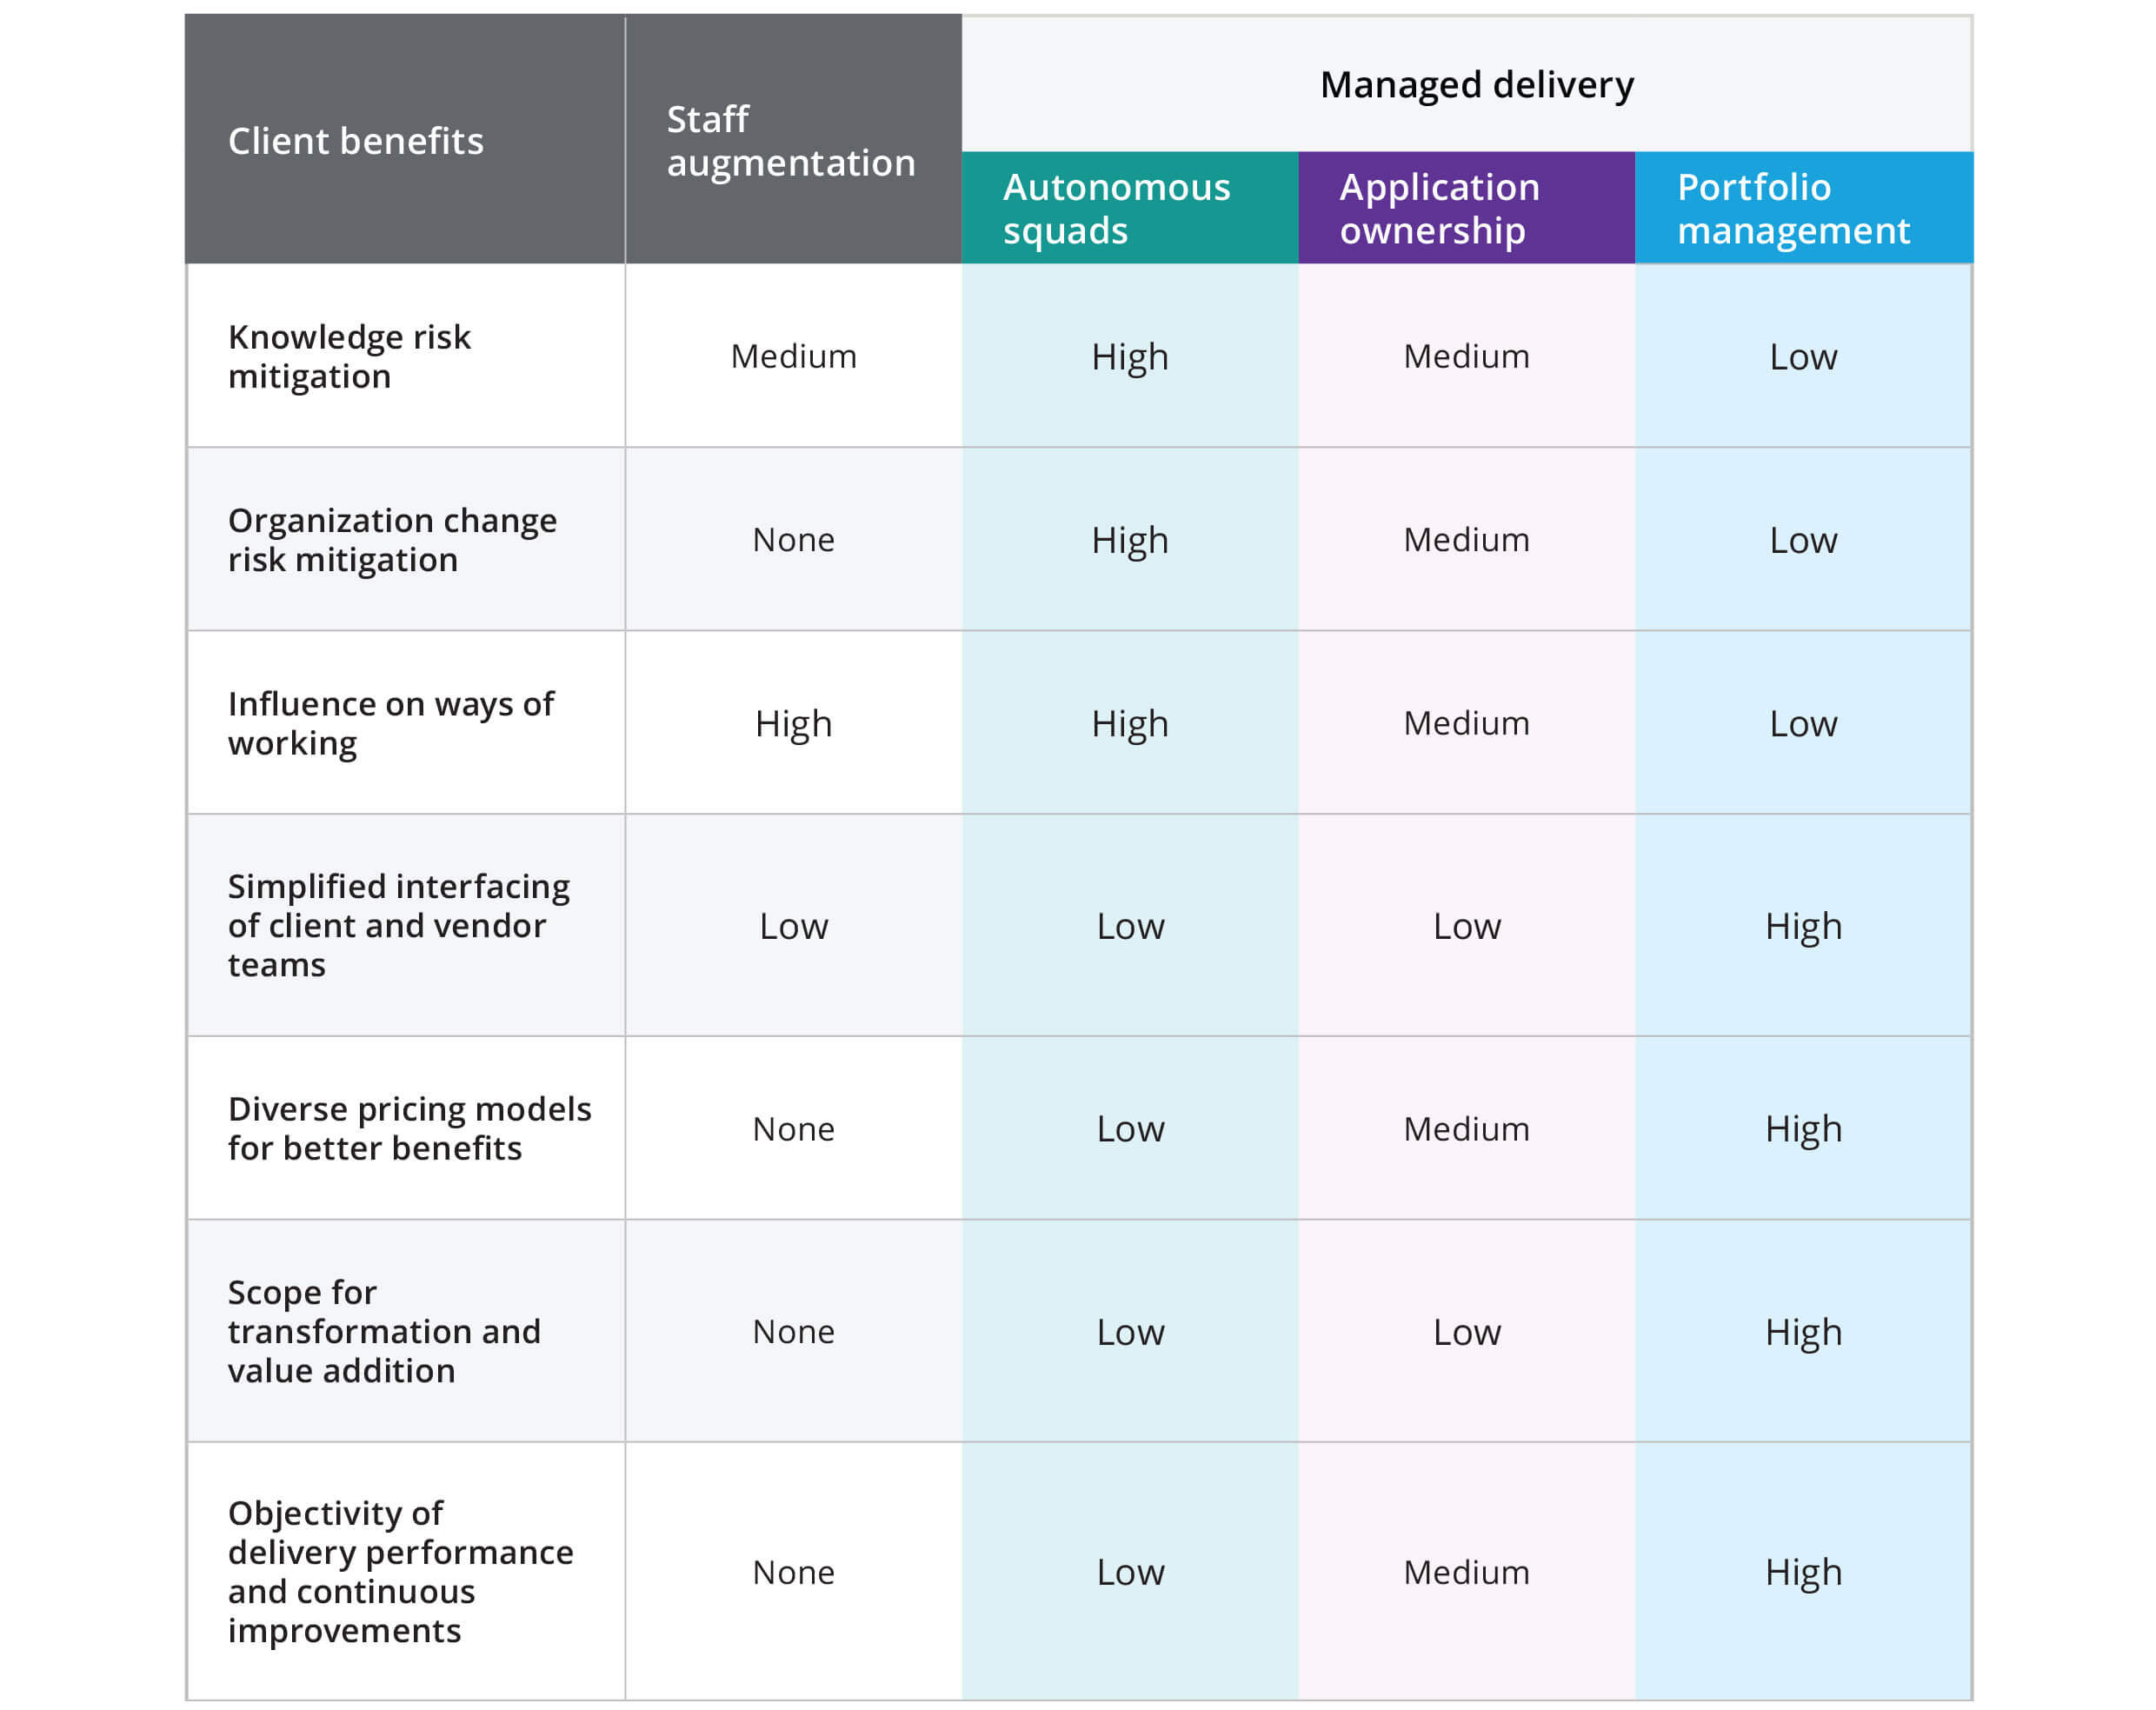 Client benefits
Staff
augmentation
Managed delivery
Autonomous
squads
Application
ownership
Portfolio
management
Knowledge risk
mitigation
Medium
High
Medium
Low
Organization change
risk mitigation
None
High
Medium
Low
Influence on ways of
working
High
High
Medium
Low
Simplified interfacing
of client and vendor
teams
Low
Low
Low
High
Diverse pricing models
for better benefits
None
Low
Medium
High
Scope for
transformation and
value addition
None
Low
Low
High
Objectivity of
delivery performance
and continuous
improvements
None
Low
Medium
High